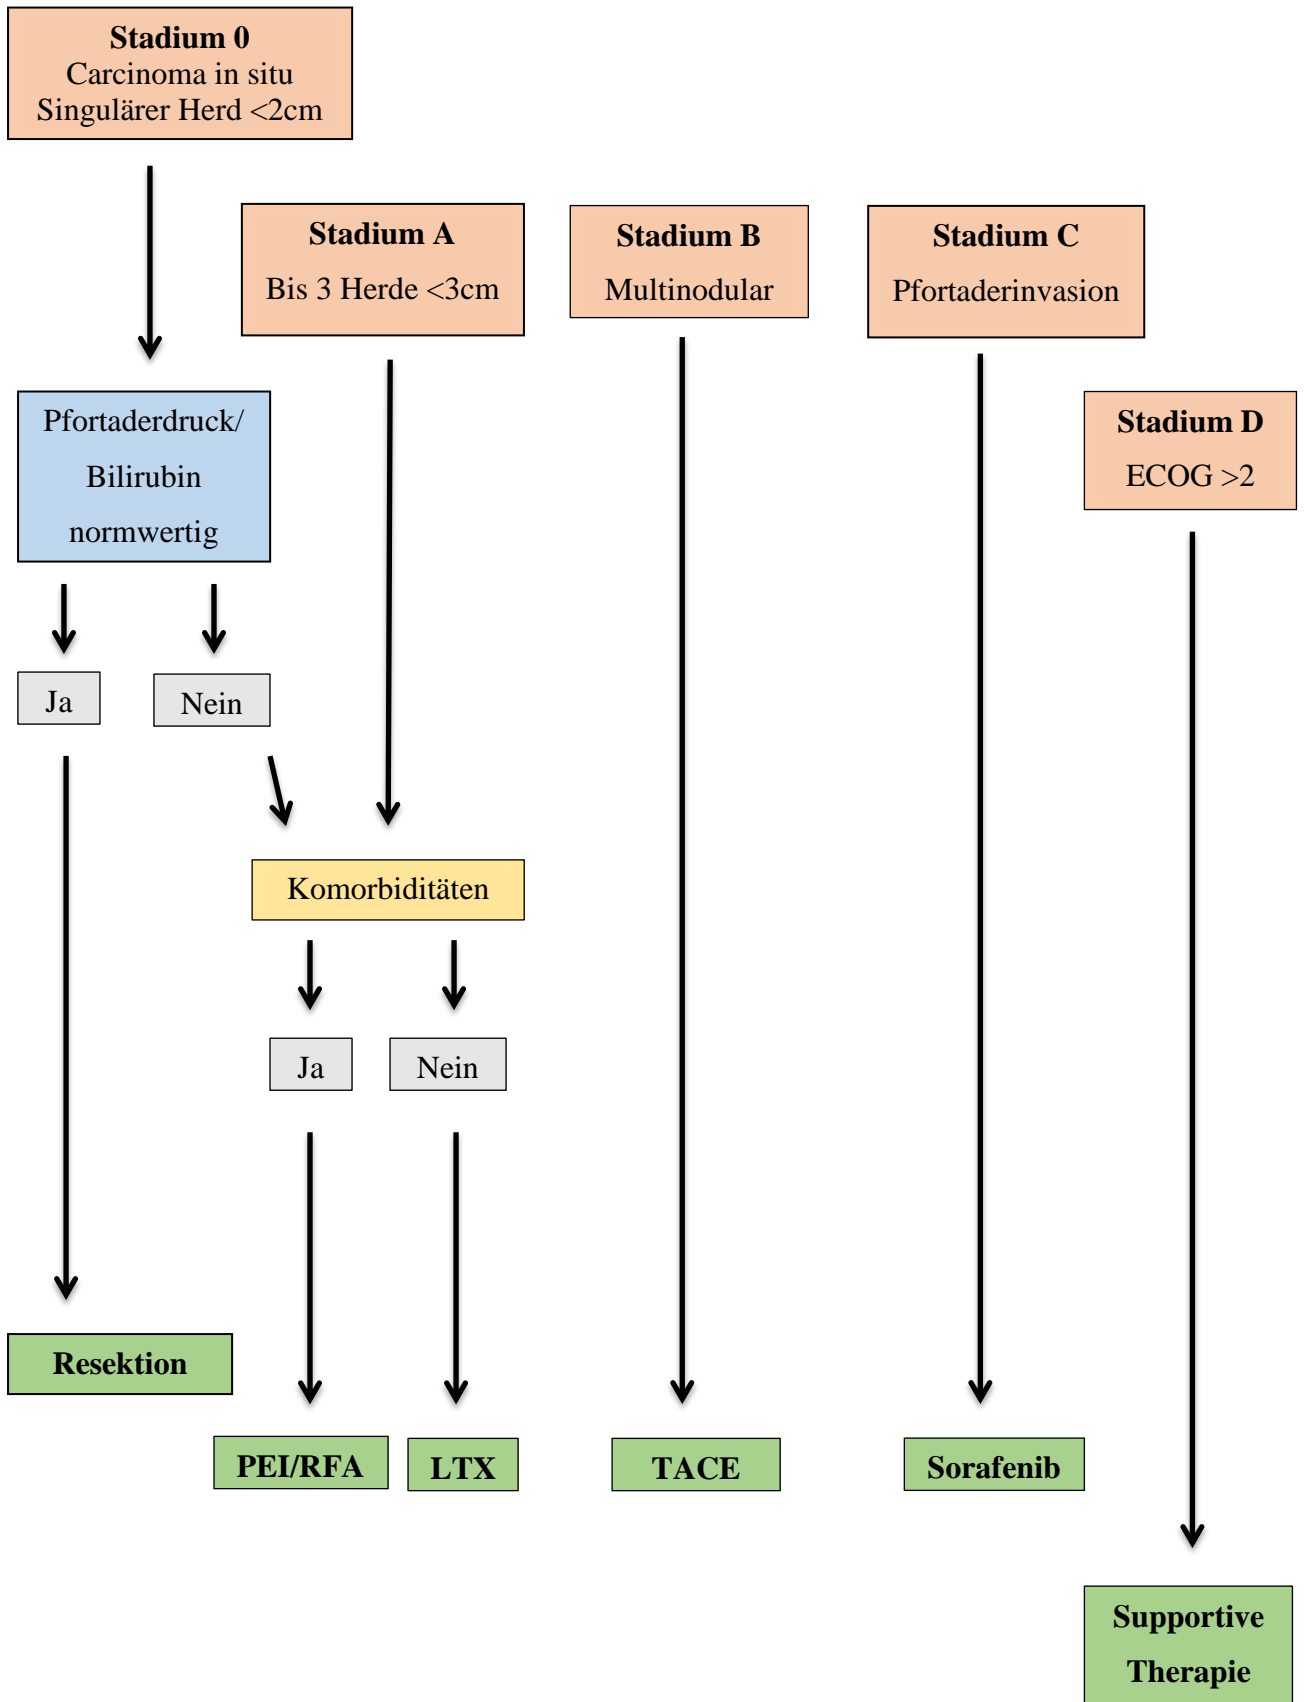 Stadium 0
Carcinoma in situ
Singulärer Herd <2cm
Stadium A
Bis 3 Herde <3cm
Stadium B
Multinodular
Stadium C
Pfortaderinvasion
Pfortaderdruck/
Bilirubin
normwertig
Stadium D
ECOG >2
Ja
Nein
Komorbiditäten
Ja
Nein
Resektion
PEI/RFA
LTX
TACE
Sorafenib
Supportive
Therapie